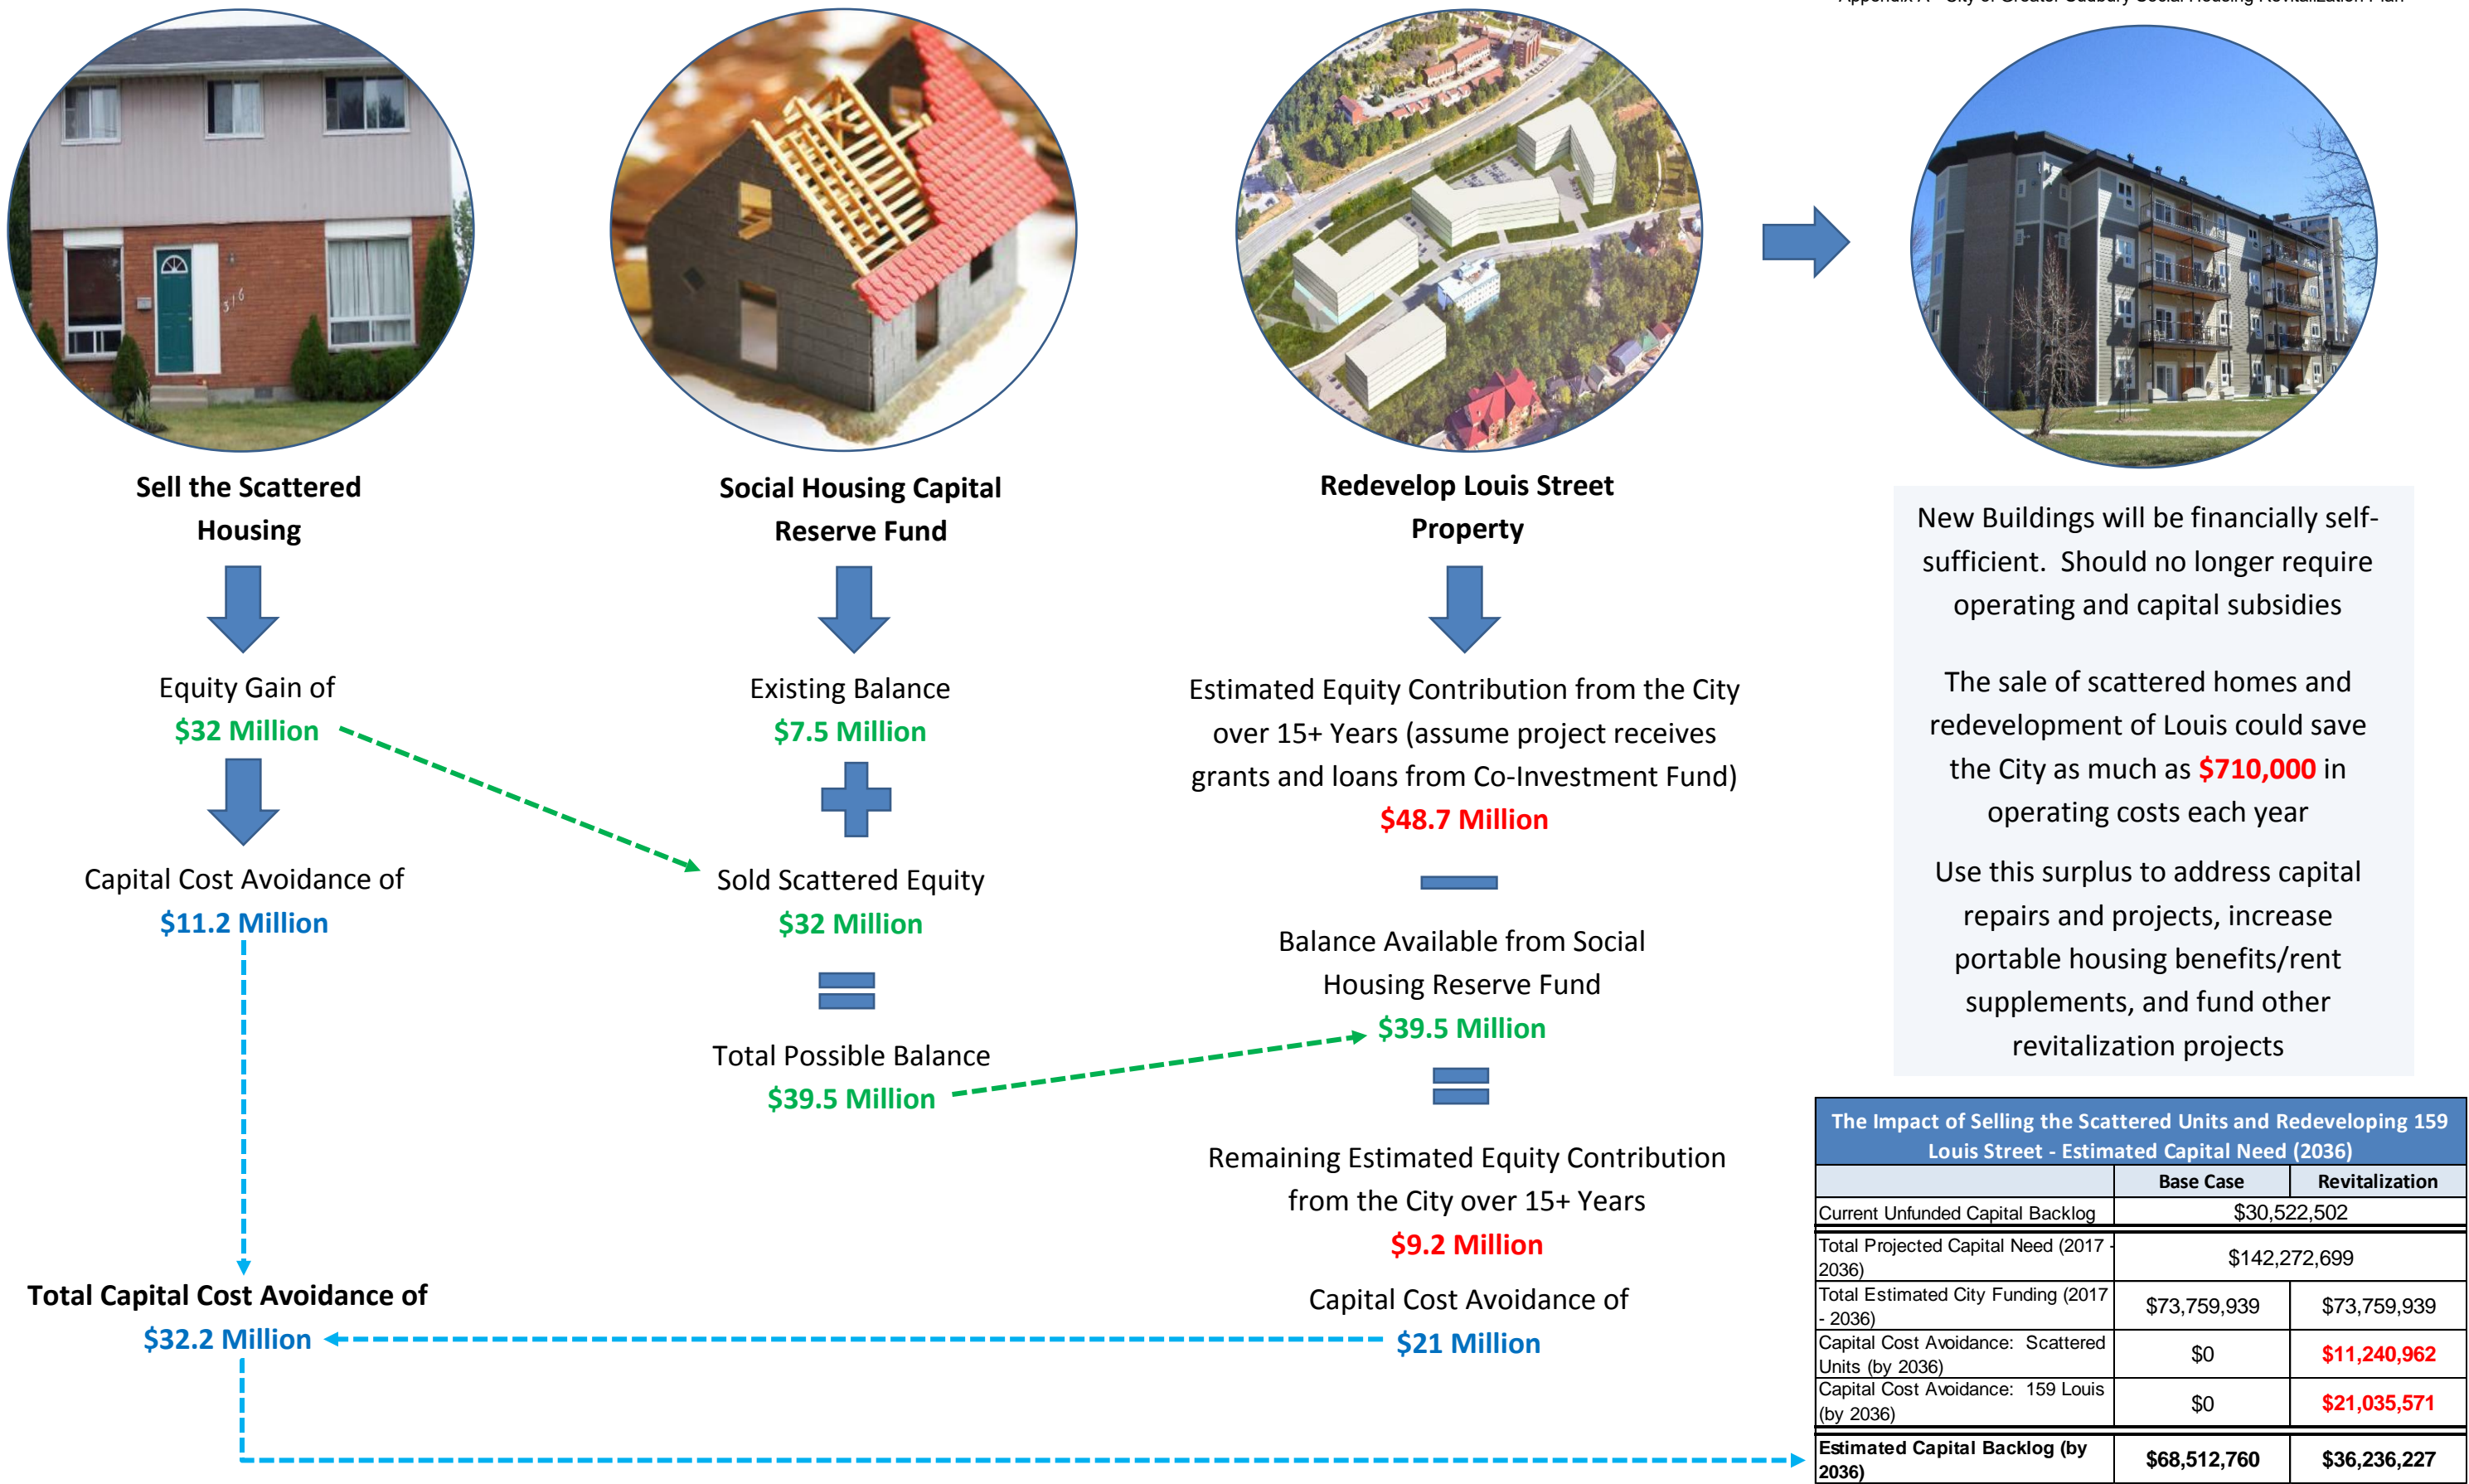 Appendix A - City of Greater Sudbury Social Housing Revitalization Plan
316
Sell the Scattered
Housing
Equity Gain of
$32 Million
Capital Cost Avoidance of
$11.2 Million
Total Capital Cost Avoidance of
$32.2 Million
Social Housing Capital
Reserve Fund
Existing Balance
$7.5 Million
Sold Scattered Equity
$32 Million
Total Possible Balance
$39.5 Million
Redevelop Louis Street
Property
Estimated Equity Contribution from the City
over 15+ Years (assume project receives
grants and loans from Co-Investment Fund)
$48.7 Million
Balance Available from Social
Housing Reserve Fund
$39.5 Million
Remaining Estimated Equity Contribution
from the City over 15+ Years
$9.2 Million
Capital Cost Avoidance of
$21 Million
New Buildings will be financially self-
sufficient. Should no longer require
operating and capital subsidies
The sale of scattered homes and
redevelopment of Louis could save
the City as much as $710,000 in
operating costs each year
Use this surplus to address capital
repairs and projects, increase
portable housing benefits/rent
supplements, and fund other
revitalization projects
The Impact of Selling the Scattered Units and Redeveloping 159
Louis Street - Estimated Capital Need (2036)
Base Case Revitalization
Current Unfunded Capital Backlog $30,522,502
Total Projected Capital Need (2017 -
2036) $142,272,699
Total Estimated City Funding (2017
- 2036) $73,759,939 $73,759,939
Capital Cost Avoidance: Scattered
Units (by 2036) $0 $11,240,962
Capital Cost Avoidance: 159 Louis
(by 2036) $0 $21,035,571
Estimated Capital Backlog (by
2036) $68,512,760 $36,236,227